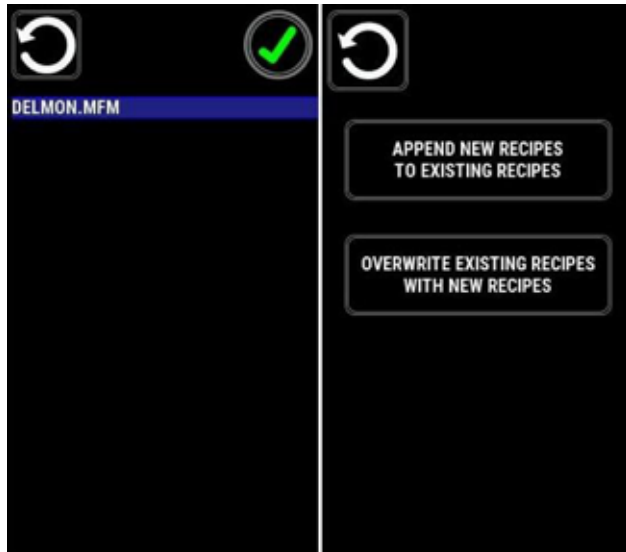 DELMON.MFM
APPEND NEW RECIPES
TO EXISTING RECIPES
OVERWRITE EXISTING RECIPES
WITH NEW RECIPES